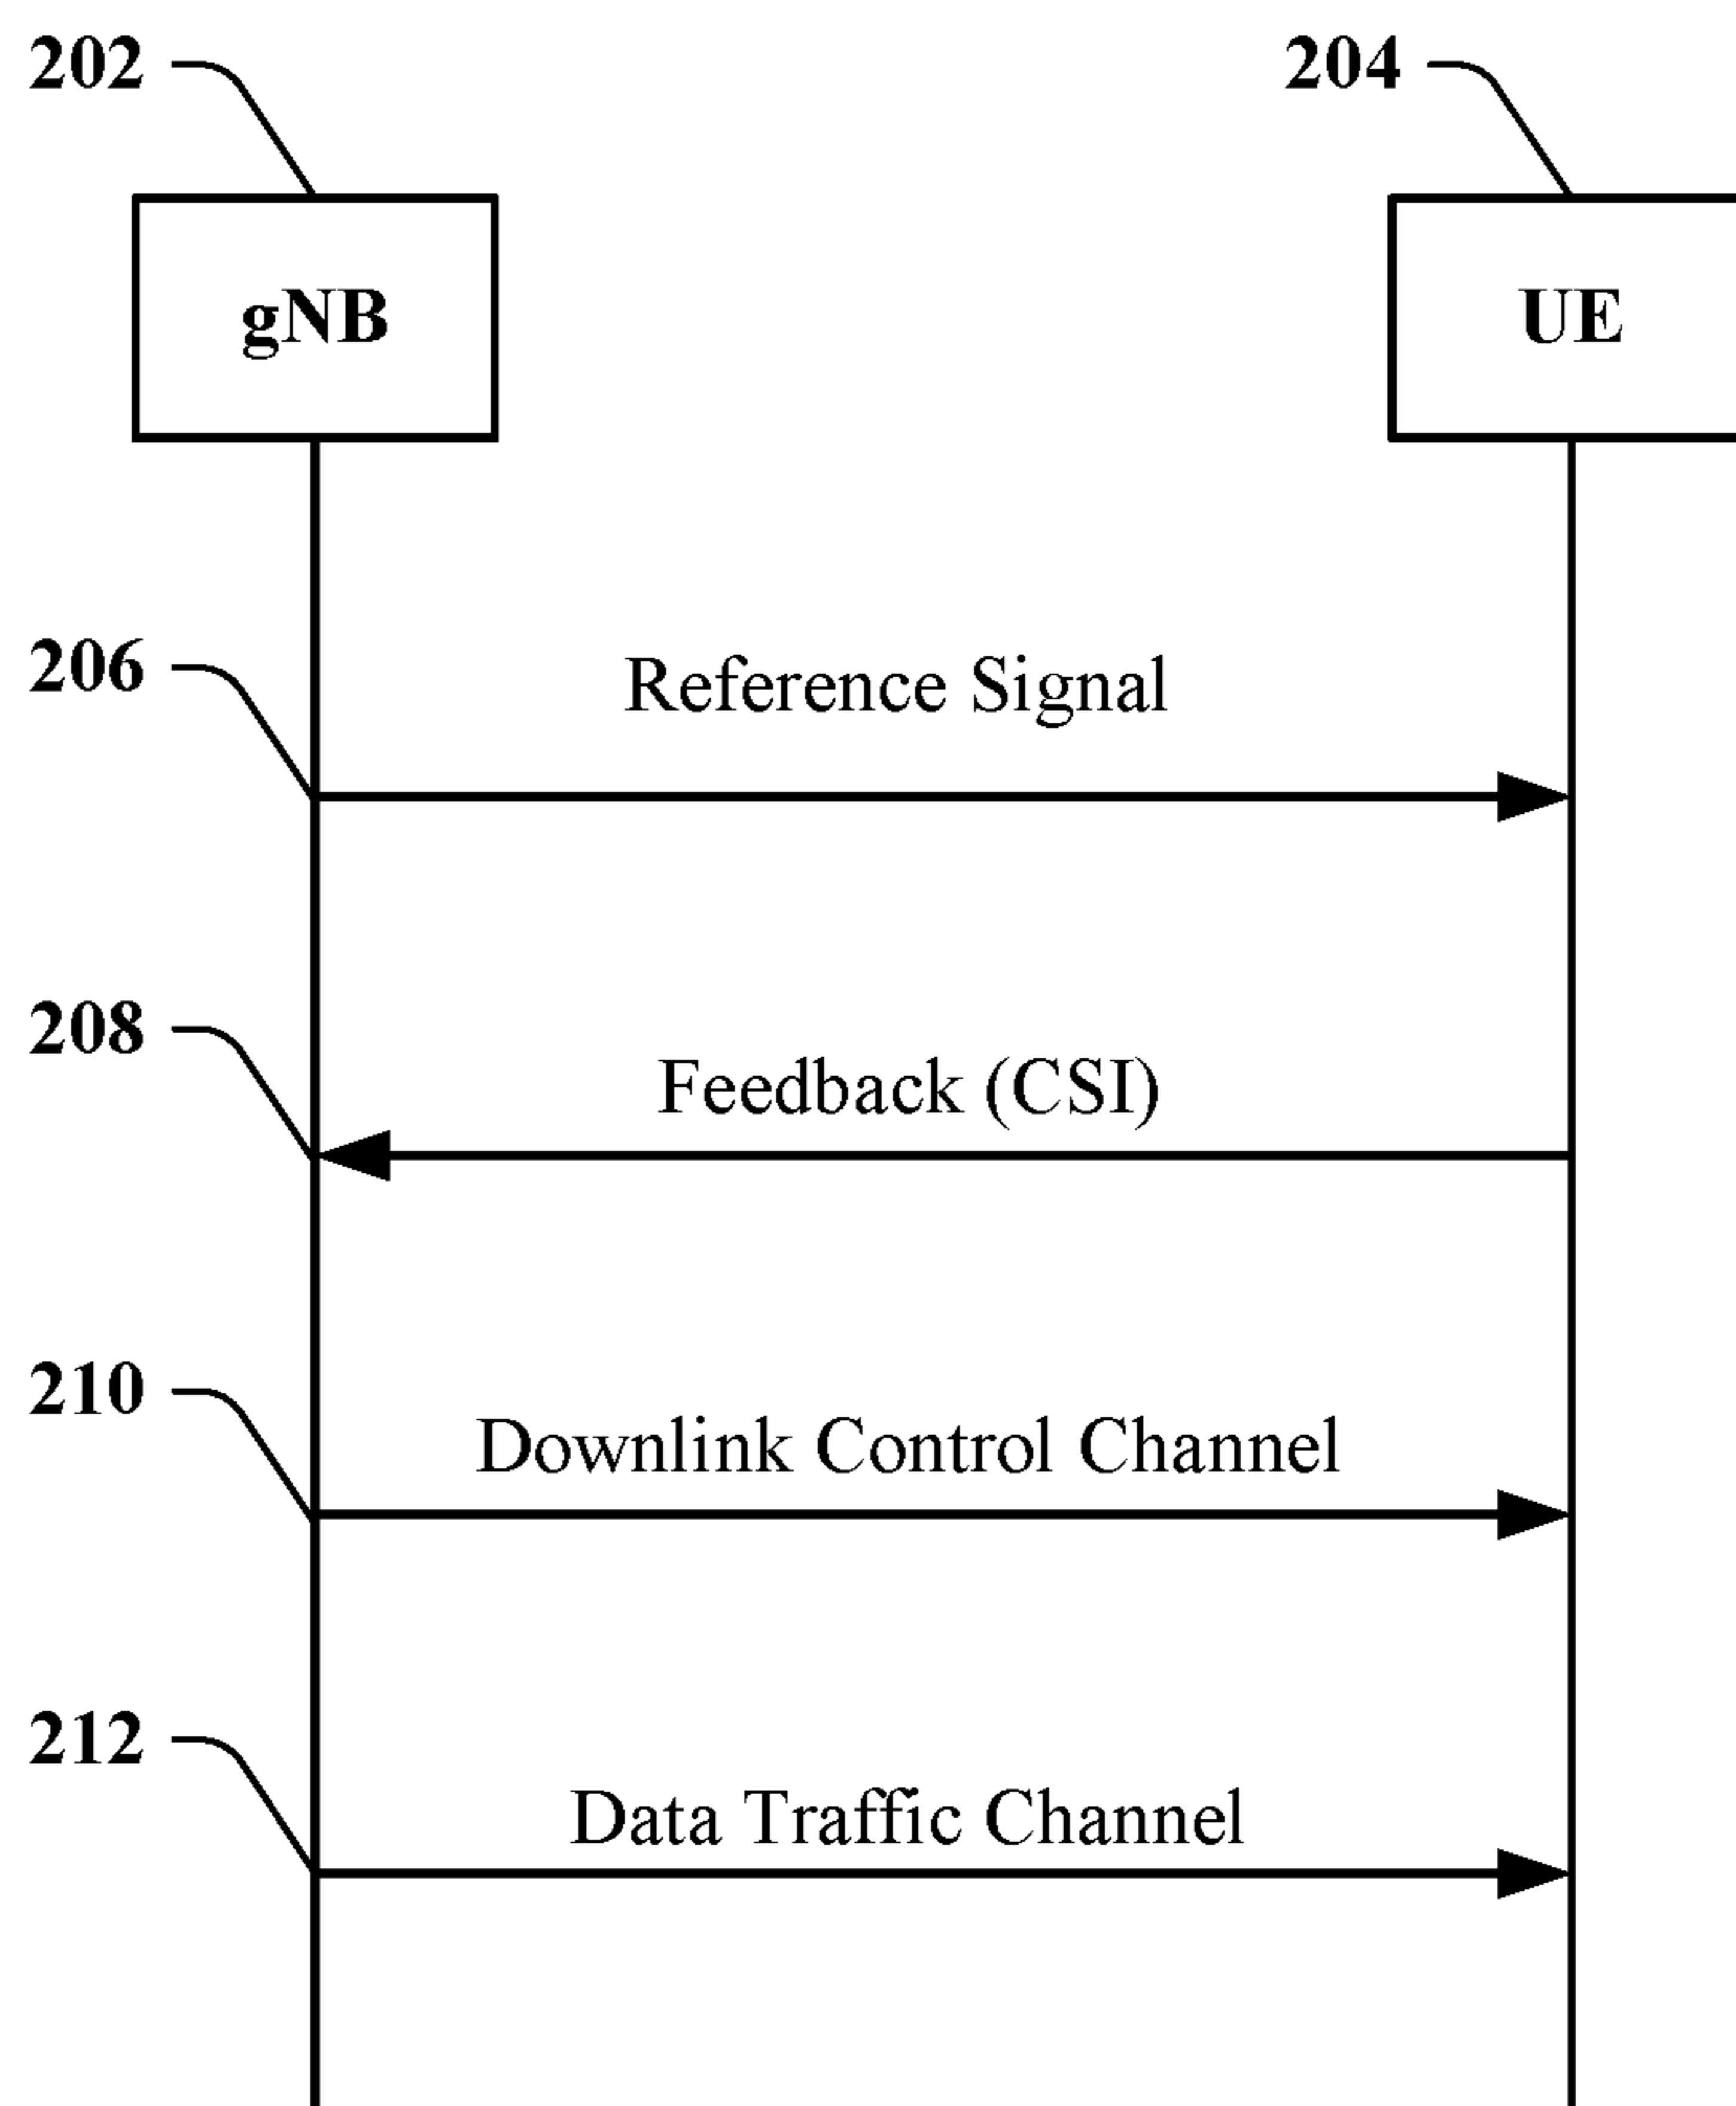 202
204
gNB
UE
206
Reference Signal
208
Feedback (CSI)
210
Downlink Control Channel
212
Data Traffic Channel